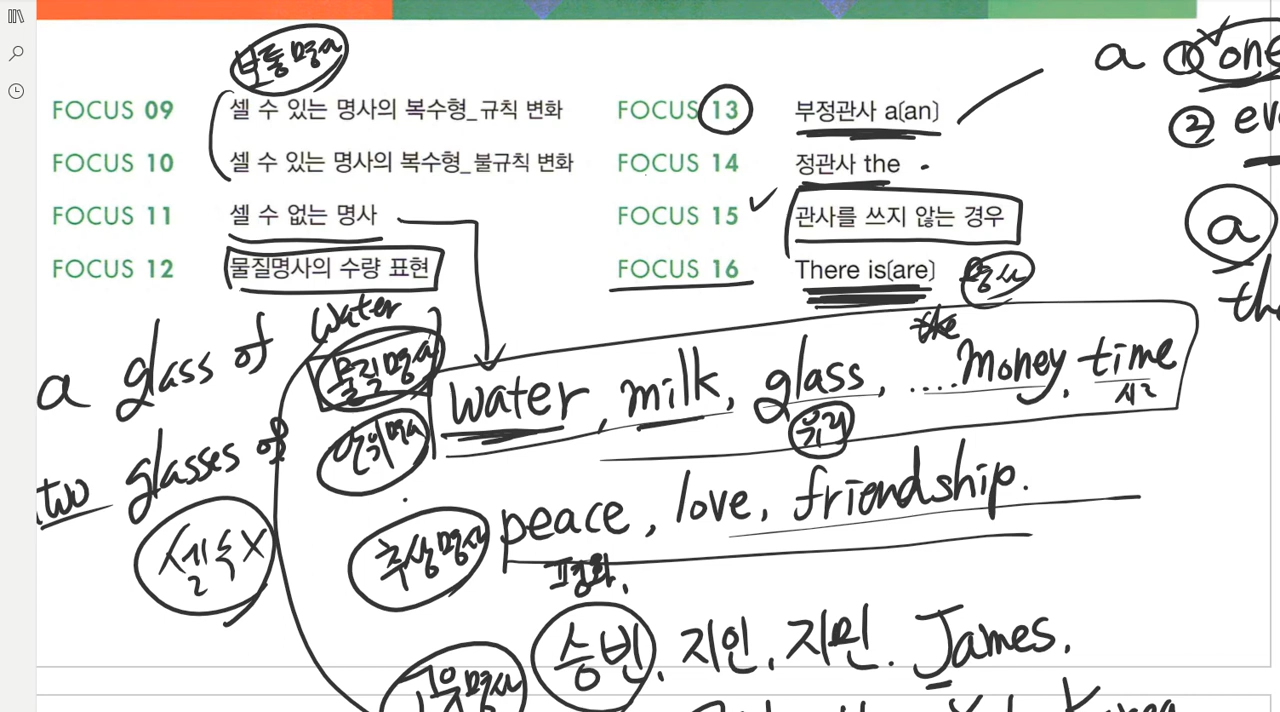 보통명사
a ① one
② ev
FOCUS 09 셀 수 있는 명사의 복수형_규칙 변화
FOCUS 10 셀 수 있는 명사의 복수형_불규칙 변화
FOCUS 11 셀 수 없는 명사
FOCUS 12 물질명사의 수량 표현
FOCUS 13 부정관사 a(an)
FOCUS 14 정관사 the
FOCUS 15 관사를 쓰지 않는 경우
FOCUS 16 There is(are)
명사
a
th
a glass of water
two glasses of
물질명사
water, milk, glass, ....money, time
the
유리
시간
셀 수 X
추상명사
peace, love, friendship.
평화.
고유명사
승빈, 지인, 지민. James.
Korea